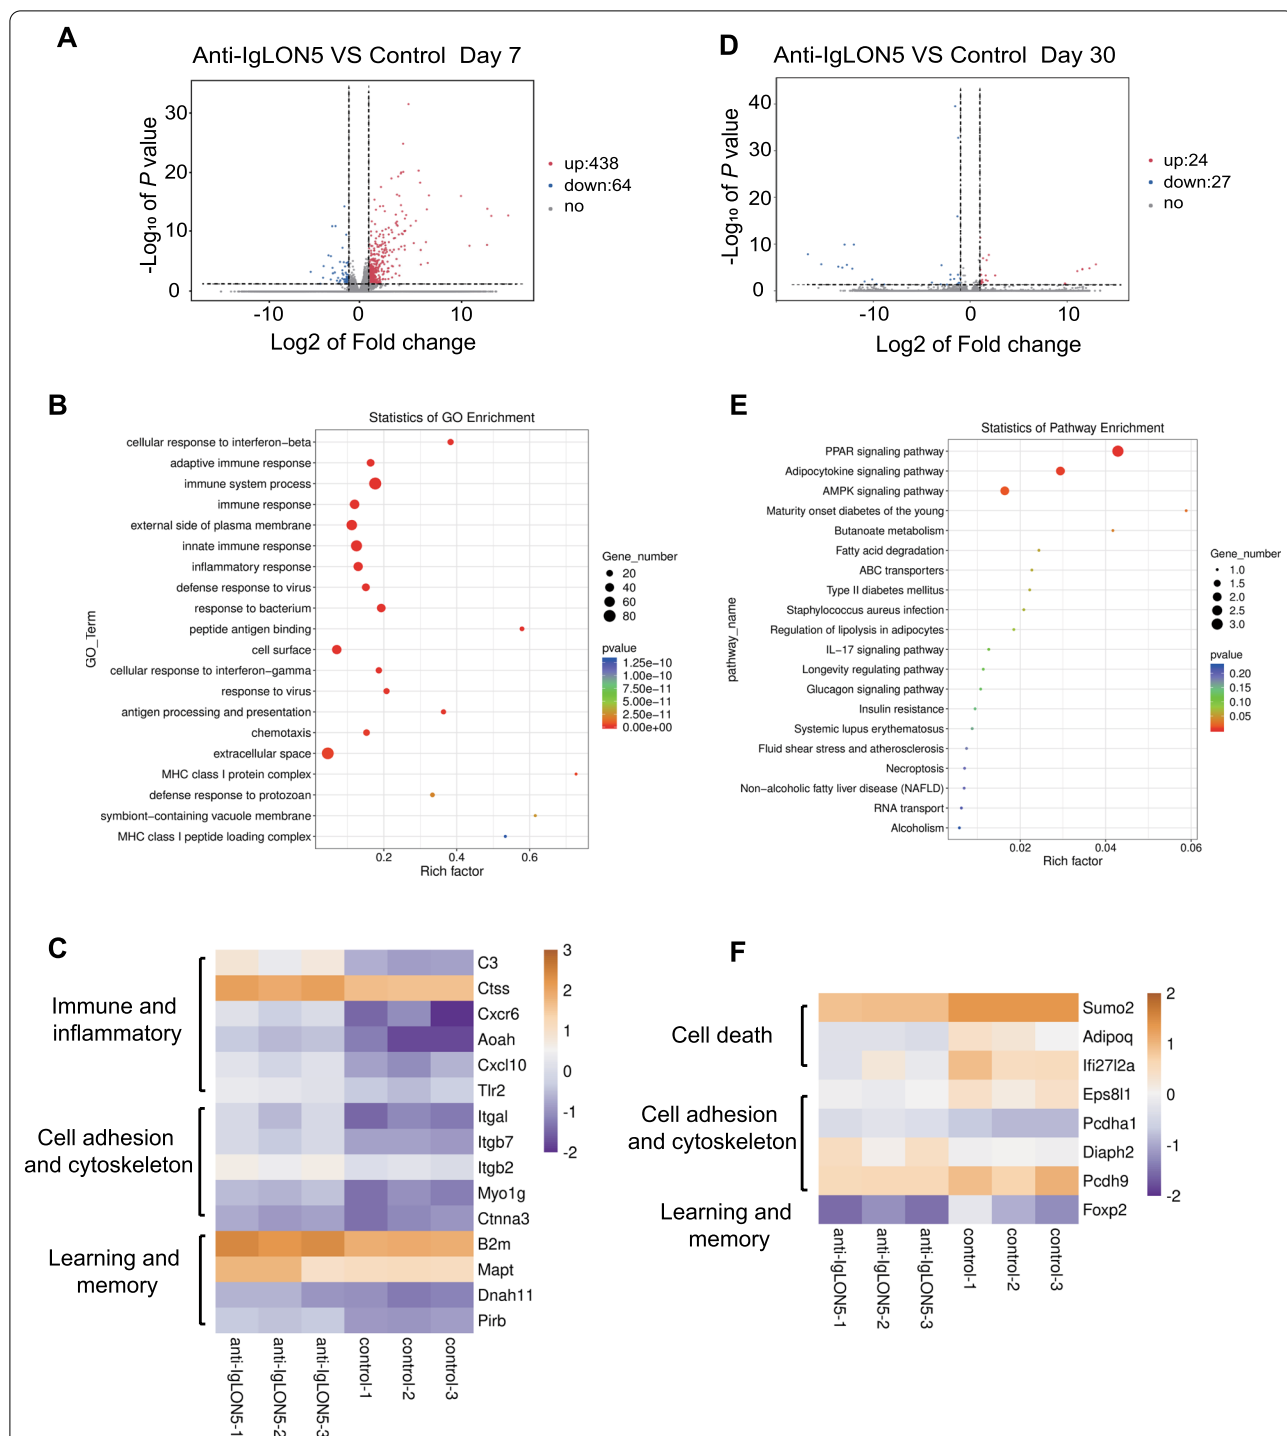 A
Anti-IgLON5 VS Control Day 7
-Log₁₀ of P value
30
20
10
0
-10
0
10
Log2 of Fold change
up:438
down:64
no
D
Anti-IgLON5 VS Control Day 30
-Log₁₀ of P value
40
30
20
10
0
-10
0
10
Log2 of Fold change
up:24
down:27
no
B
Statistics of GO Enrichment
GO_Term
cellular response to interferon−beta
adaptive immune response
immune system process
immune response
external side of plasma membrane
innate immune response
inflammatory response
defense response to virus
response to bacterium
peptide antigen binding
cell surface
cellular response to interferon−gamma
response to virus
antigen processing and presentation
chemotaxis
extracellular space
MHC class I protein complex
defense response to protozoan
symbiont−containing vacuole membrane
MHC class I peptide loading complex
0.2
0.4
0.6
Rich factor
Gene_number
20
40
60
80
pvalue
1.25e−10
1.00e−10
7.50e−11
5.00e−11
2.50e−11
0.00e+00
E
Statistics of Pathway Enrichment
pathway_name
PPAR signaling pathway
Adipocytokine signaling pathway
AMPK signaling pathway
Maturity onset diabetes of the young
Butanoate metabolism
Fatty acid degradation
ABC transporters
Type II diabetes mellitus
Staphylococcus aureus infection
Regulation of lipolysis in adipocytes
IL−17 signaling pathway
Longevity regulating pathway
Glucagon signaling pathway
Insulin resistance
Systemic lupus erythematosus
Fluid shear stress and atherosclerosis
Necroptosis
Non−alcoholic fatty liver disease (NAFLD)
RNA transport
Alcoholism
0.02
0.04
0.06
Rich factor
Gene_number
1.0
1.5
2.0
2.5
3.0
pvalue
0.20
0.15
0.10
0.05
C
Immune and
inflammatory
Cell adhesion
and cytoskeleton
Learning and
memory
C3
Ctss
Cxcr6
Aoah
Cxcl10
Tlr2
Itgal
Itgb7
Itgb2
Myo1g
Ctnna3
B2m
Mapt
Dnah11
Pirb
3
2
1
0
-1
-2
anti-IgLON5-1
anti-IgLON5-2
anti-IgLON5-3
control-1
control-2
control-3
F
Cell death
Cell adhesion
and cytoskeleton
Learning and
memory
Sumo2
Adipoq
Ifi27l2a
Eps8l1
Pcdha1
Diaph2
Pcdh9
Foxp2
2
1
0
-1
-2
anti-IgLON5-1
anti-IgLON5-2
anti-IgLON5-3
control-1
control-2
control-3